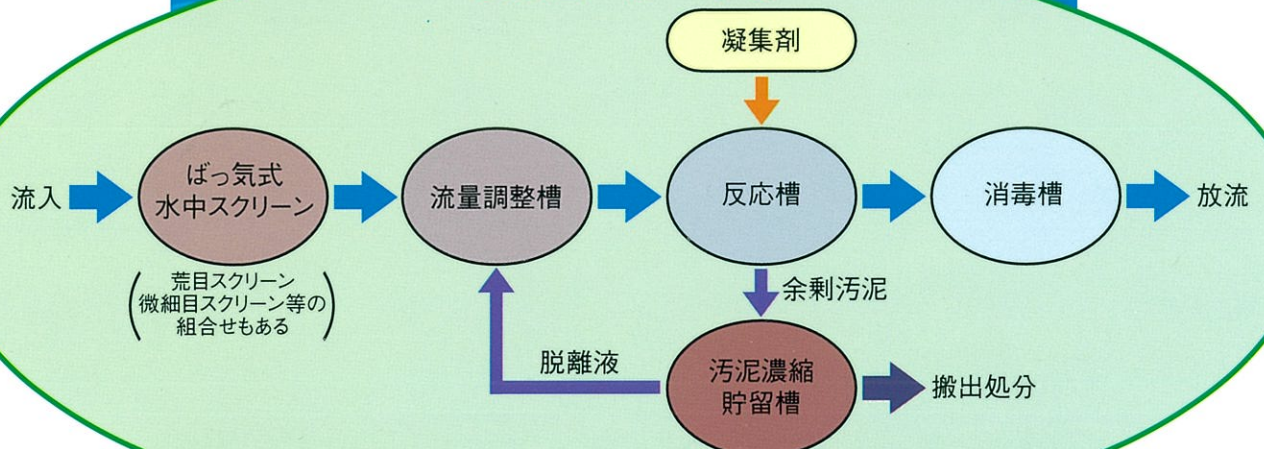 凝集剤
流入
ばっ気式
水中スクリーン
流量調整槽
反応槽
消毒槽
放流
(荒目スクリーン
微細目スクリーン等の
組合せもある)
余剰汚泥
脱離液
汚泥濃縮
貯留槽
搬出処分